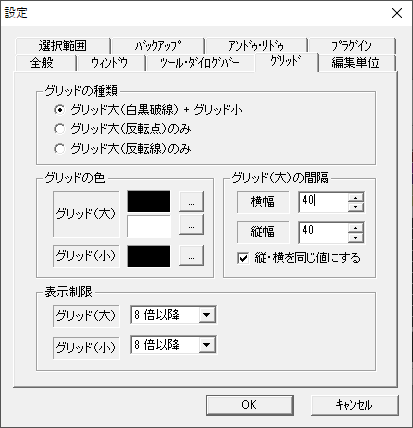 設定
選択範囲 ﾊﾞｯｸｱｯﾌﾟ ｱﾝﾄﾞｩ･ﾘﾄﾞｩ ﾌﾟﾗｸﾞｲﾝ
全般 ｳｨﾝﾄﾞｳ ﾂｰﾙ･ﾀﾞｲﾛｸﾞﾊﾞｰ ｸﾞﾘｯﾄﾞ 編集単位
グリッドの種類
グリッド大(白黒破線) + グリッド小
グリッド大(反転点)のみ
グリッド大(反転線)のみ
グリッドの色
グリッド(大) ...
...
グリッド(小) ...
グリッド(大)の間隔
横幅 40
縦幅 40
縦・横を同じ値にする
表示制限
グリッド(大) 8 倍以降
グリッド(小) 8 倍以降
OK ｷｬﾝｾﾙ